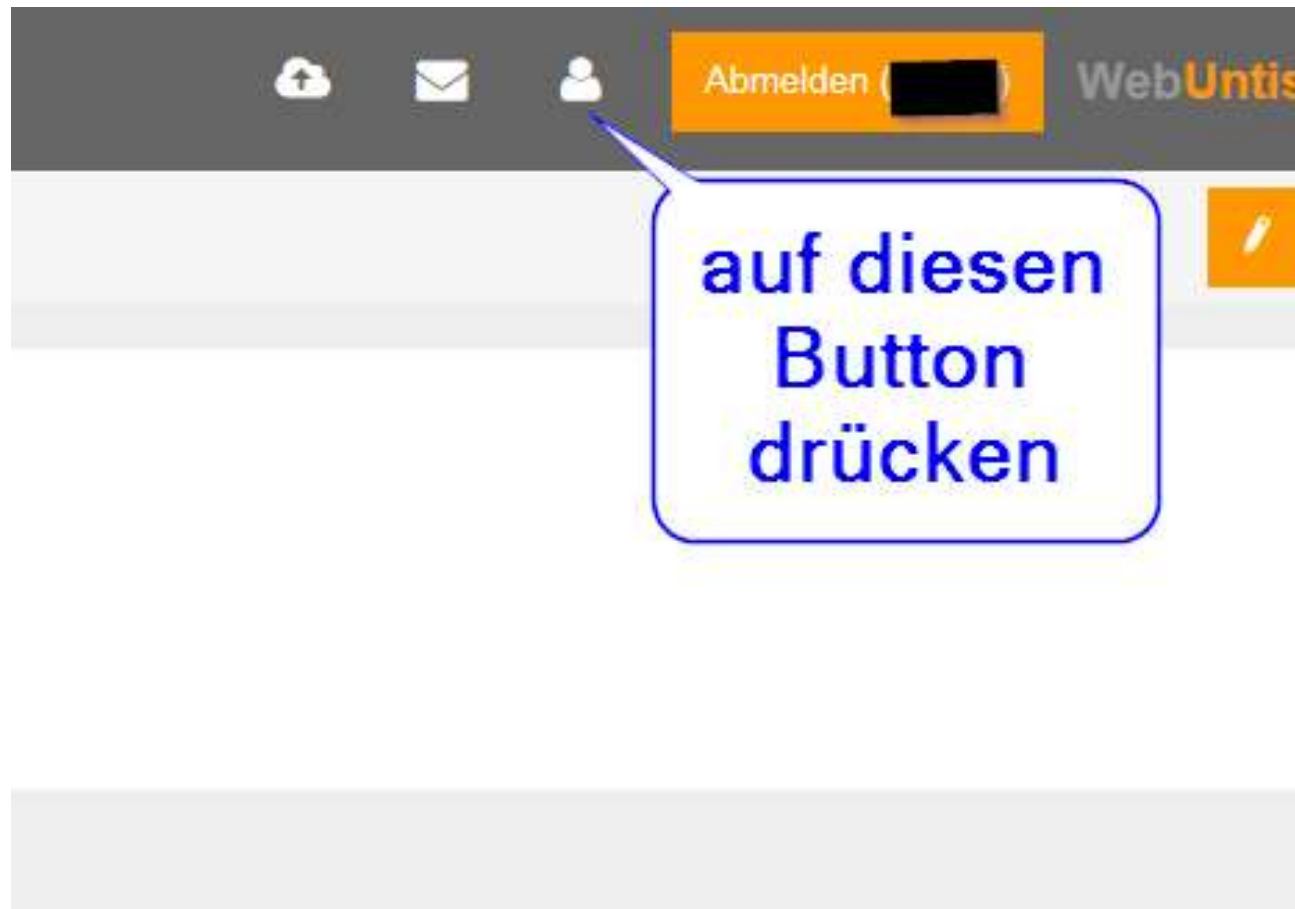 Abmelden ( )
WebUntis
auf diesen
Button
drücken